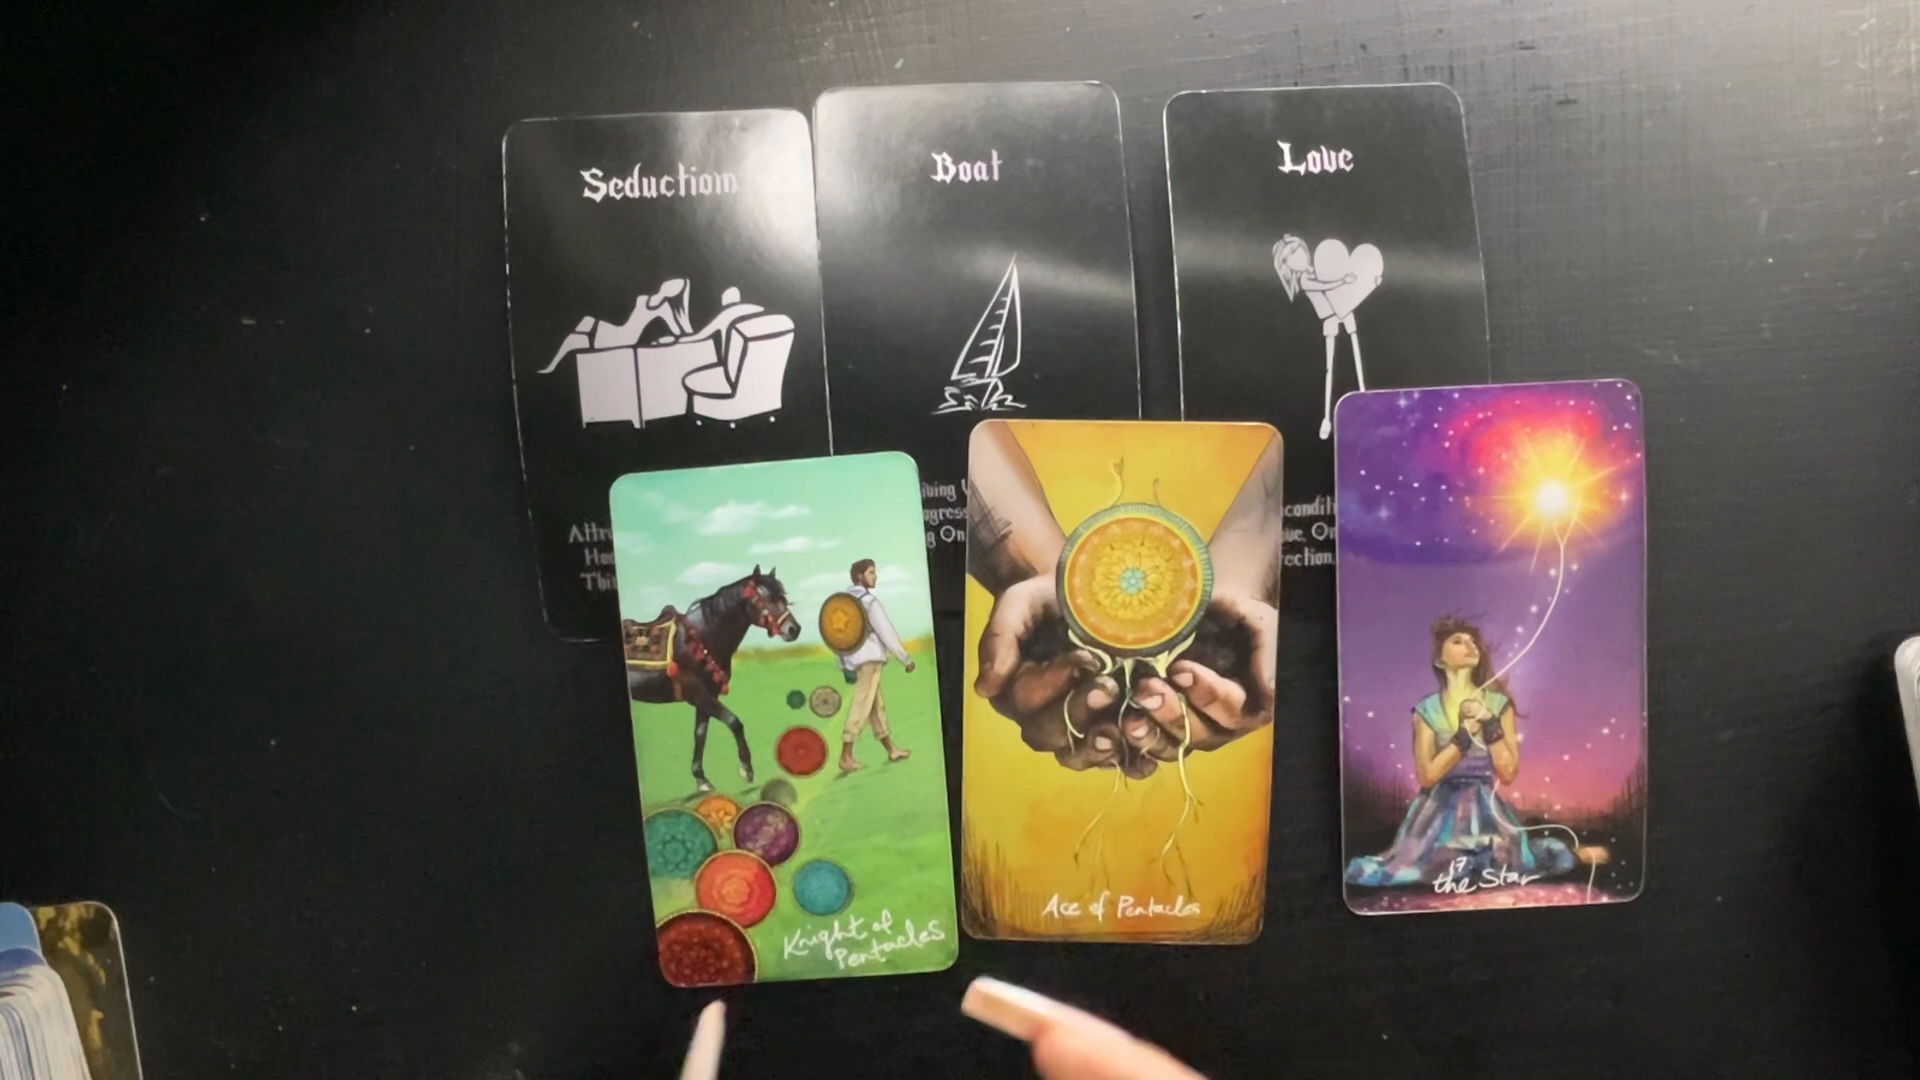 Seduction
Boat
Love
Knight of
Pentacles
Ace of Pentacles
17
the Star